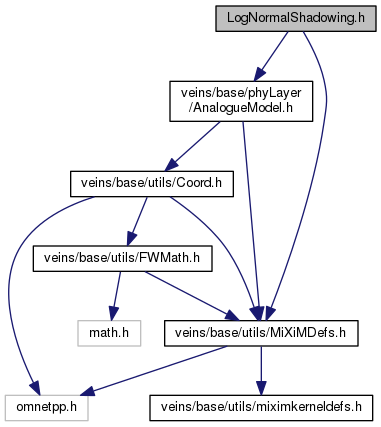 LogNormalShadowing.h
veins/base/phyLayer
/AnalogueModel.h
veins/base/utils/Coord.h
veins/base/utils/FWMath.h
math.h
veins/base/utils/MiXiMDefs.h
omnetpp.h
veins/base/utils/miximkerneldefs.h